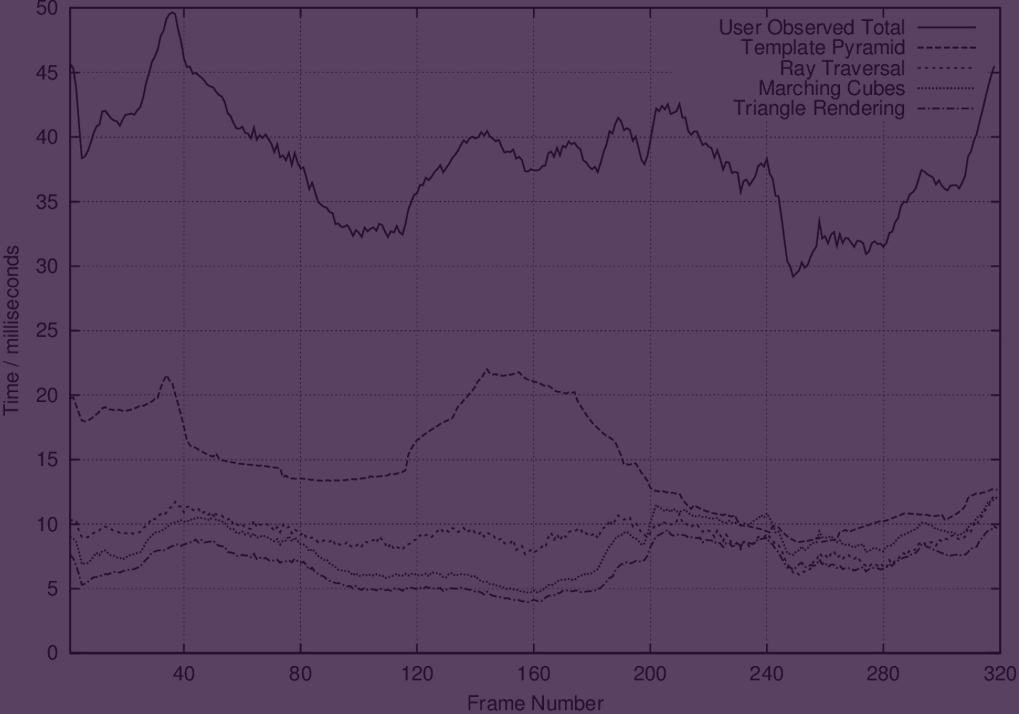 50
45
40
35
30
25
20
15
10
5
0
Time / milliseconds
User Observed Total
Template Pyramid
Ray Traversal
Marching Cubes
Triangle Rendering
40 80 120 160 200 240 280 320
Frame Number